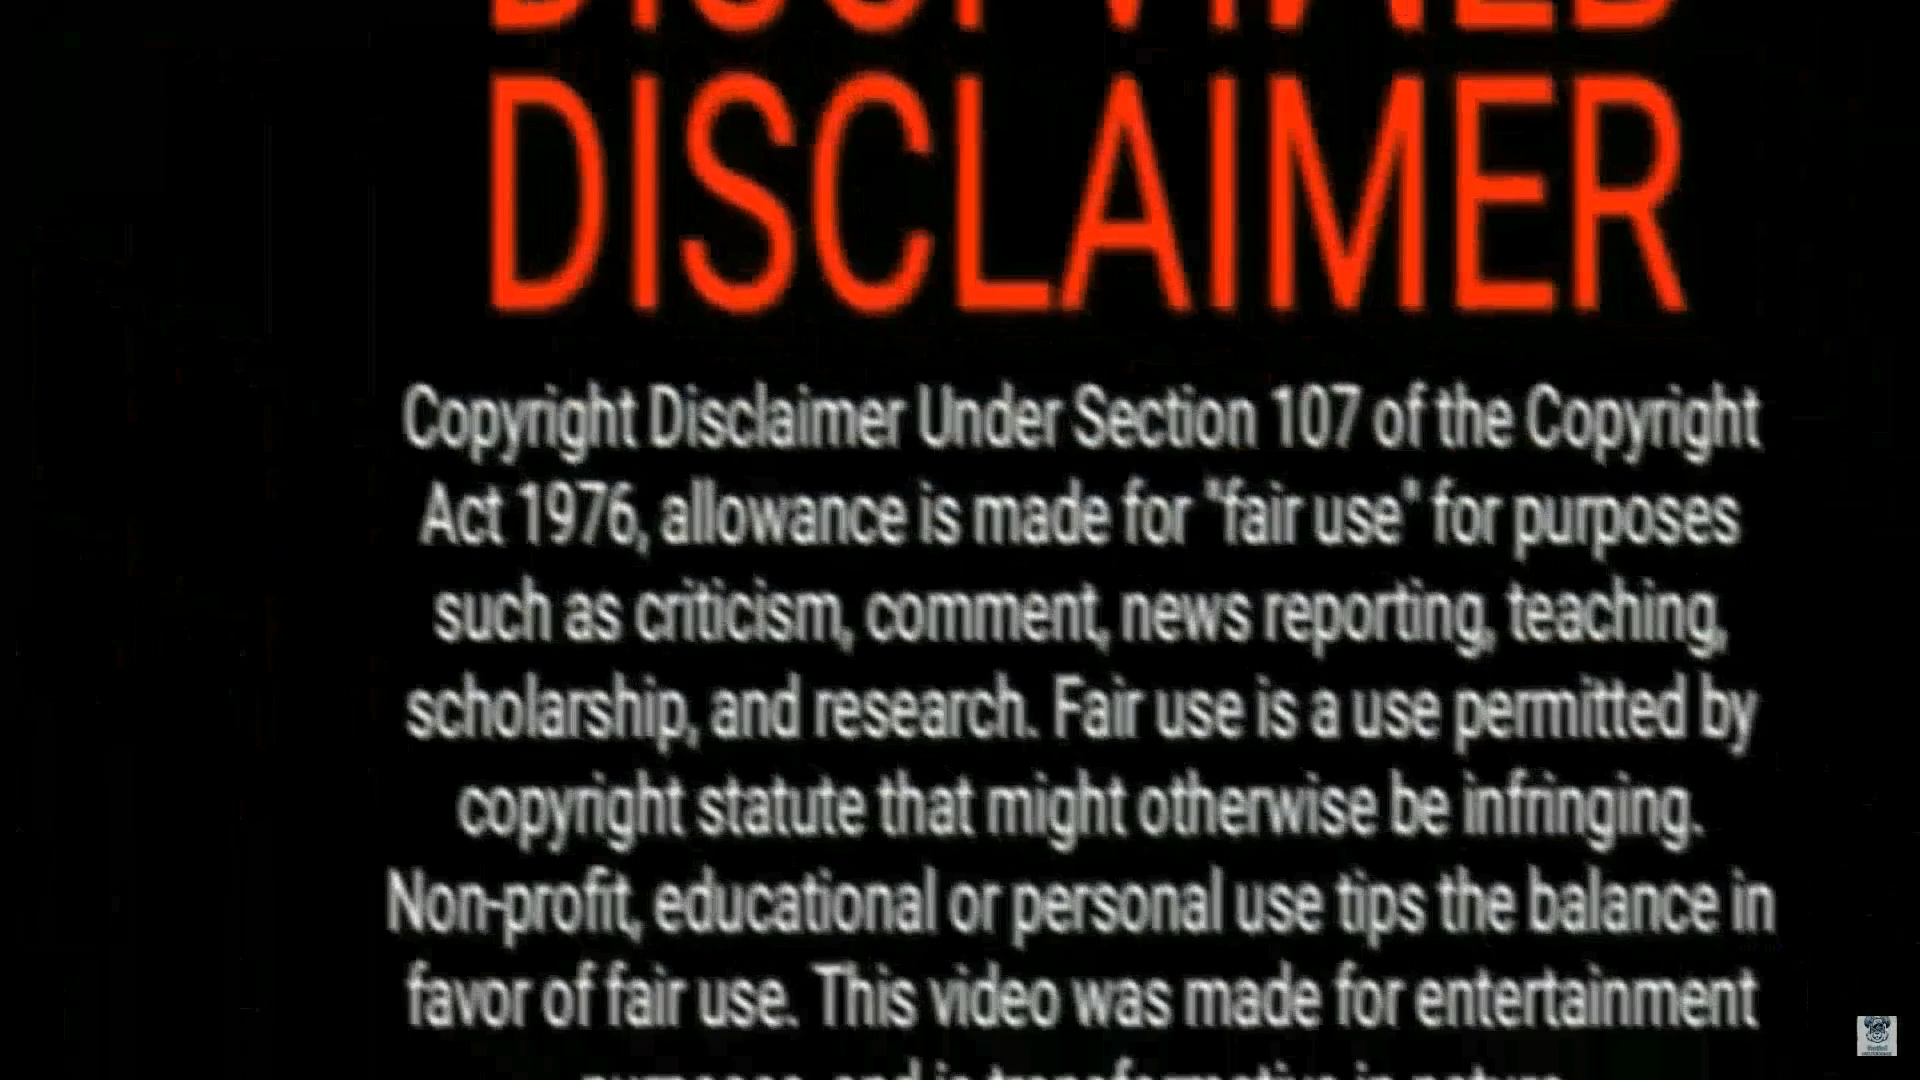 DISCLAIMER
Copyright Disclaimer Under Section 107 of the Copyright
Act 1976, allowance is made for "fair use" for purposes
such as criticism, comment, news reporting, teaching,
scholarship, and research. Fair use is a use permitted by
copyright statute that might otherwise be infringing.
Non-profit, educational or personal use tips the balance in
favor of fair use. This video was made for entertainment